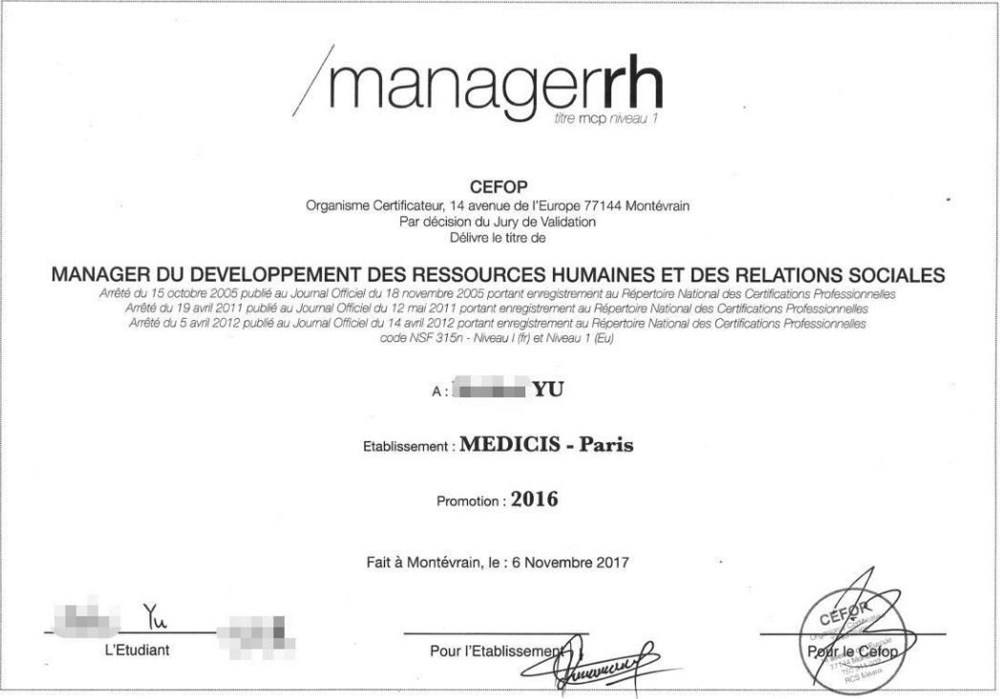 /managerrh
titre mcp niveau 1
CEFOP
Organisme Certificateur, 14 avenue de l'Europe 77144 Montévrain
Par décision du Jury de Validation
Délivre le titre de
MANAGER DU DEVELOPPEMENT DES RESSOURCES HUMAINES ET DES RELATIONS SOCIALES
Arrêté du 15 octobre 2005 publié au Journal Officiel du 18 novembre 2005 portant enregistrement au Répertoire National des Certifications Professionnelles
Arrêté du 19 avril 2011 publié au Journal Officiel du 12 mai 2011 portant enregistrement au Répertoire National des Certifications Professionnelles
Arrêté du 5 avril 2012 publié au Journal Officiel du 14 avril 2012 portant enregistrement au Répertoire National des Certifications Professionnelles
code NSF 315n - Niveau I (fr) et Niveau 1 (Eu)
A : YU
Etablissement : MEDICIS - Paris
Promotion : 2016
Fait à Montévrain, le : 6 Novembre 2017
Yu
L'Etudiant
Pour l'Etablissement
CEFOP
Organisme
Pour le Cefop
RCS Meaux